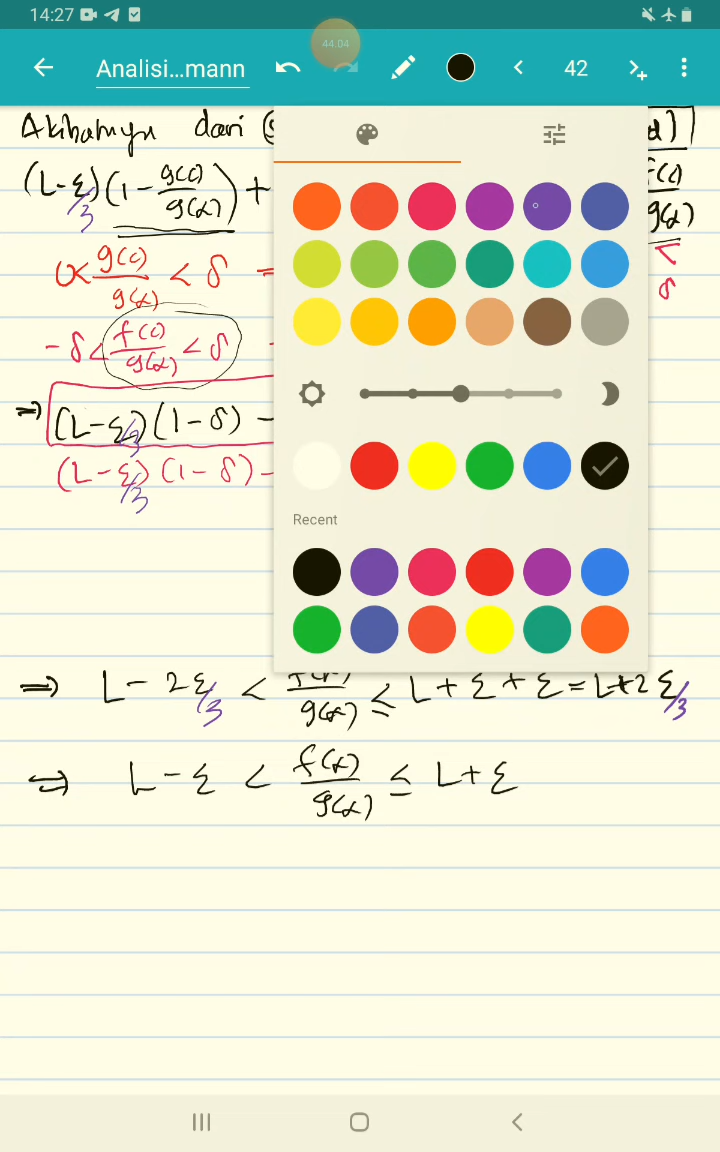 14:27
44.04
Analisi...mann
42
Akibatnya dari
(L-ε/3)(1-g(c)/g(x))+
f(c)/g(x)
0<g(c)/g(x)<δ =
<δ
-δ<f(c)/g(x)<δ
⇒ (L-ε/3)(1-δ)-
(L-ε/3)(1-δ)-
Recent
⇒ L-2ε/3 < f(x)/g(x) ≤ L+ε+ε=L+2ε/3
⇒ L-ε < f(x)/g(x) ≤ L+ε